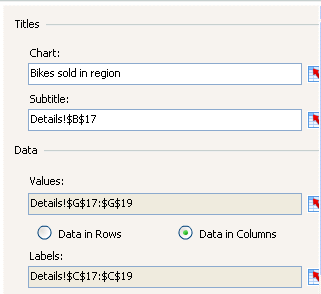 Titles
Chart:
Bikes sold in region
Subtitle:
Details!$B$17
Data
Values:
Details!$G$17:$G$19
Data in Rows Data in Columns
Labels:
Details!$C$17:$C$19